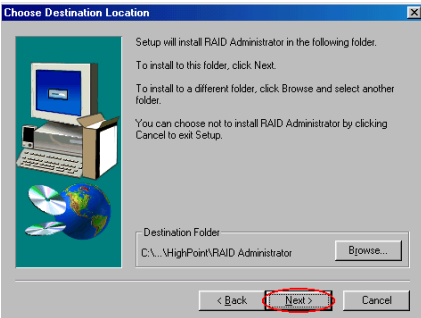 Choose Destination Location
Setup will install RAID Administrator in the following folder.
To install to this folder, click Next.
To install to a different folder, click Browse and select another
folder.
You can choose not to install RAID Administrator by clicking
Cancel to exit Setup.
Destination Folder
C:\...\HighPoint\RAID Administrator
Browse...
< Back
Next >
Cancel